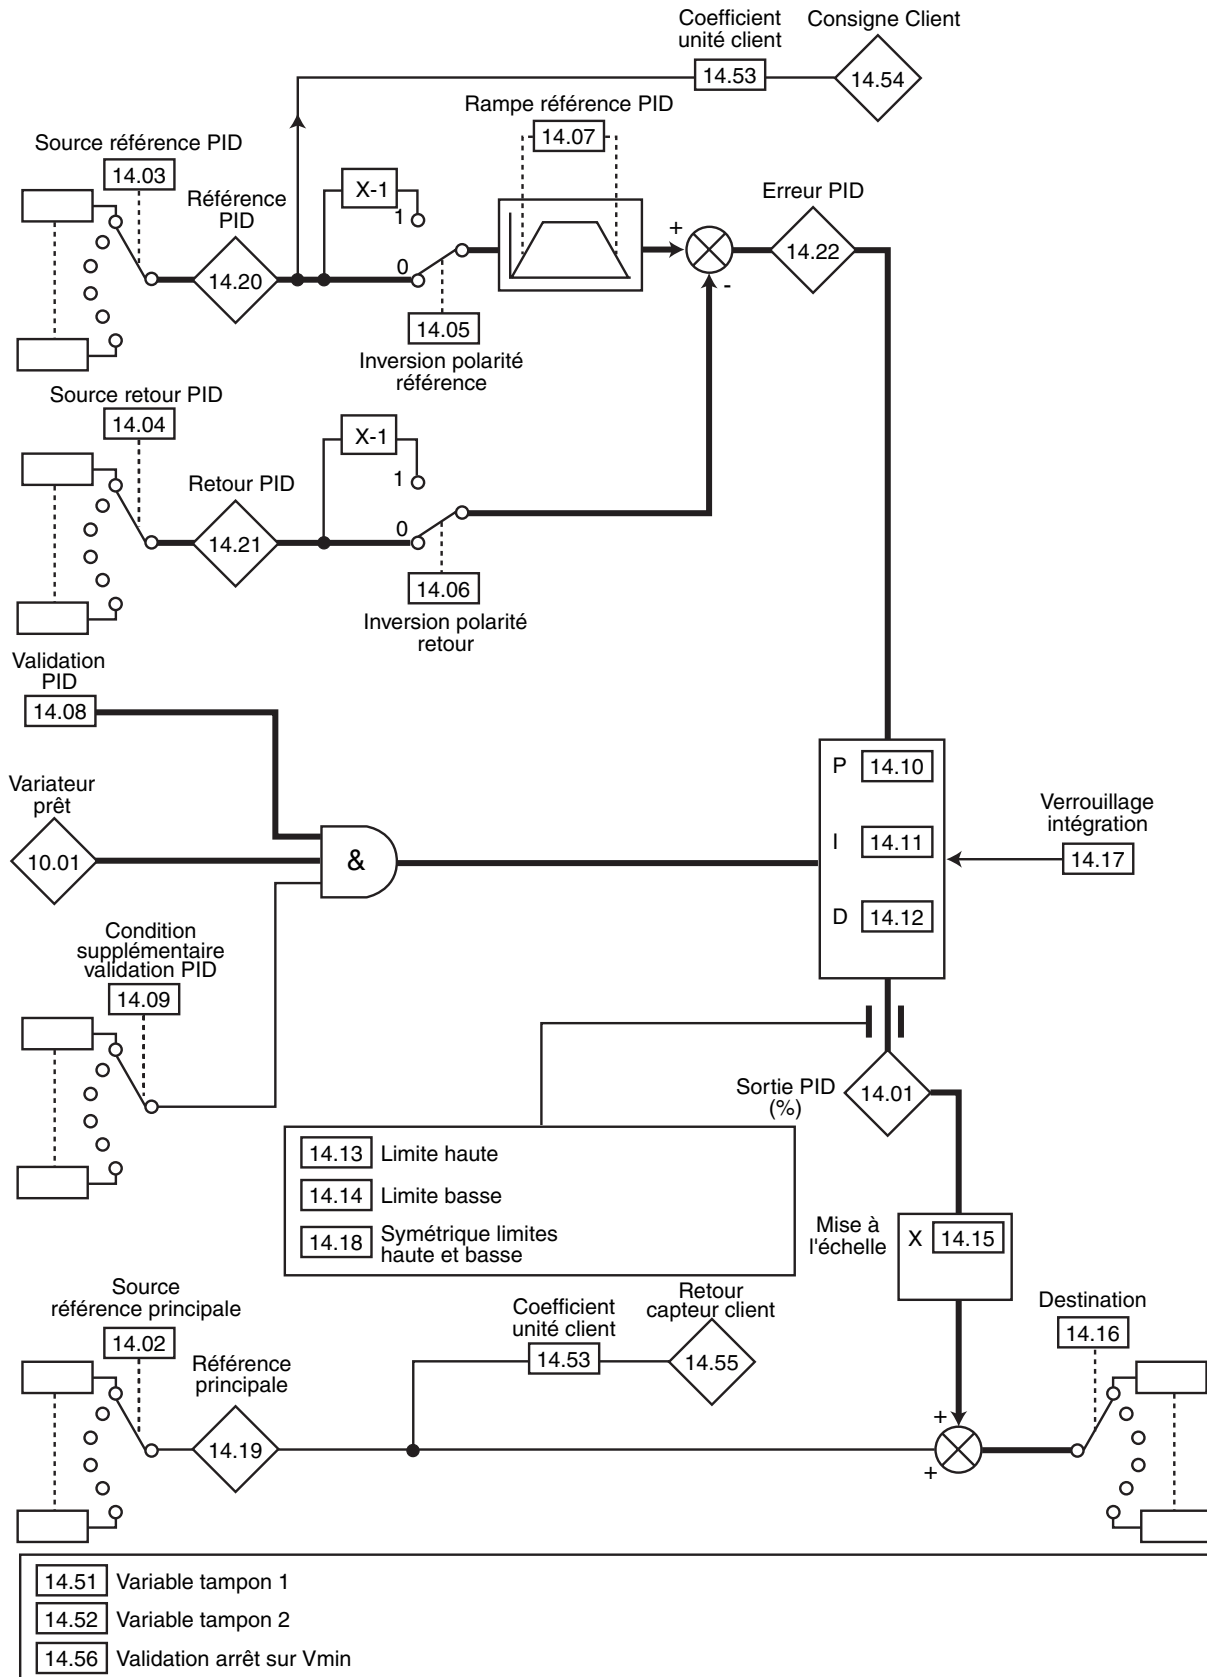 Coefficient
unité client
Consigne Client
14.53
14.54
Rampe référence PID
14.07
Source référence PID
14.03
Référence
PID
X-1
1
Erreur PID
+
14.20
0
14.22
-
14.05
Inversion polarité
référence
Source retour PID
14.04
X-1
Retour PID
1
14.21
0
14.06
Inversion polarité
retour
Validation
PID
14.08
P 14.10
Variateur
prêt
Verrouillage
intégration
10.01
&
I 14.11
14.17
D 14.12
Condition
supplémentaire
validation PID
14.09
Sortie PID
(%)
14.01
14.13 Limite haute
14.14 Limite basse
14.18 Symétrique limites
haute et basse
Mise à
l'échelle
X 14.15
Source
référence principale
14.02
Référence
principale
Coefficient
unité client
14.53
Retour
capteur client
14.55
Destination
14.16
14.19
+
+
14.51 Variable tampon 1
14.52 Variable tampon 2
14.56 Validation arrêt sur Vmin